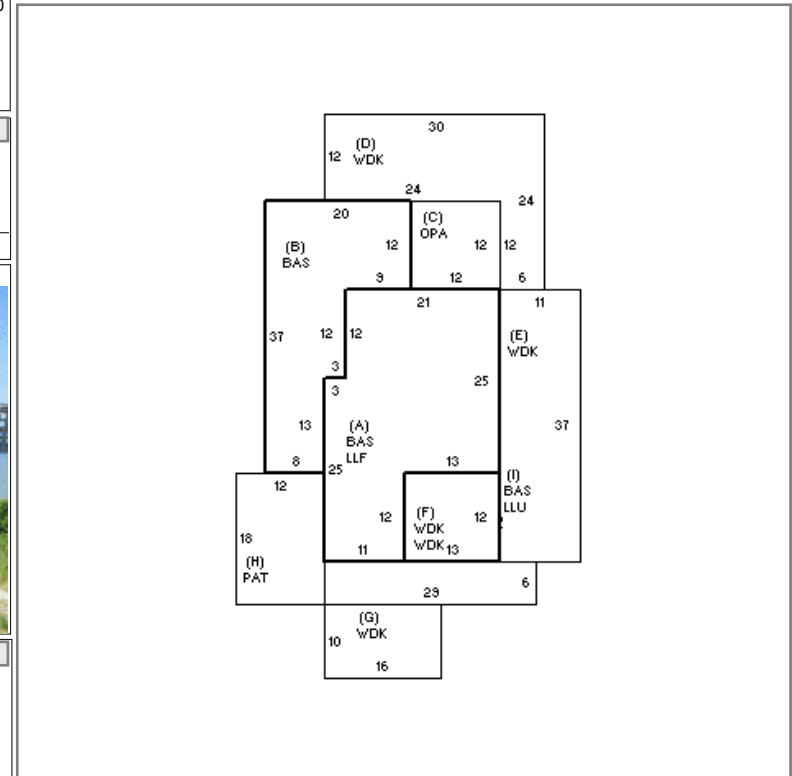 30
(D)
12 WDK
24
24
20
(C)
OPA
(B)
BAS
12
12
12
9
12
6
21
11
37
12
12
(E)
WDK
3
3
25
13
(A)
BAS
LLF
37
8
25
13
12
(I)
BAS
LLU
12
(F)
WDK
WDK
12
18
(H)
PAT
11
13
29
6
(G)
WDK
10
16